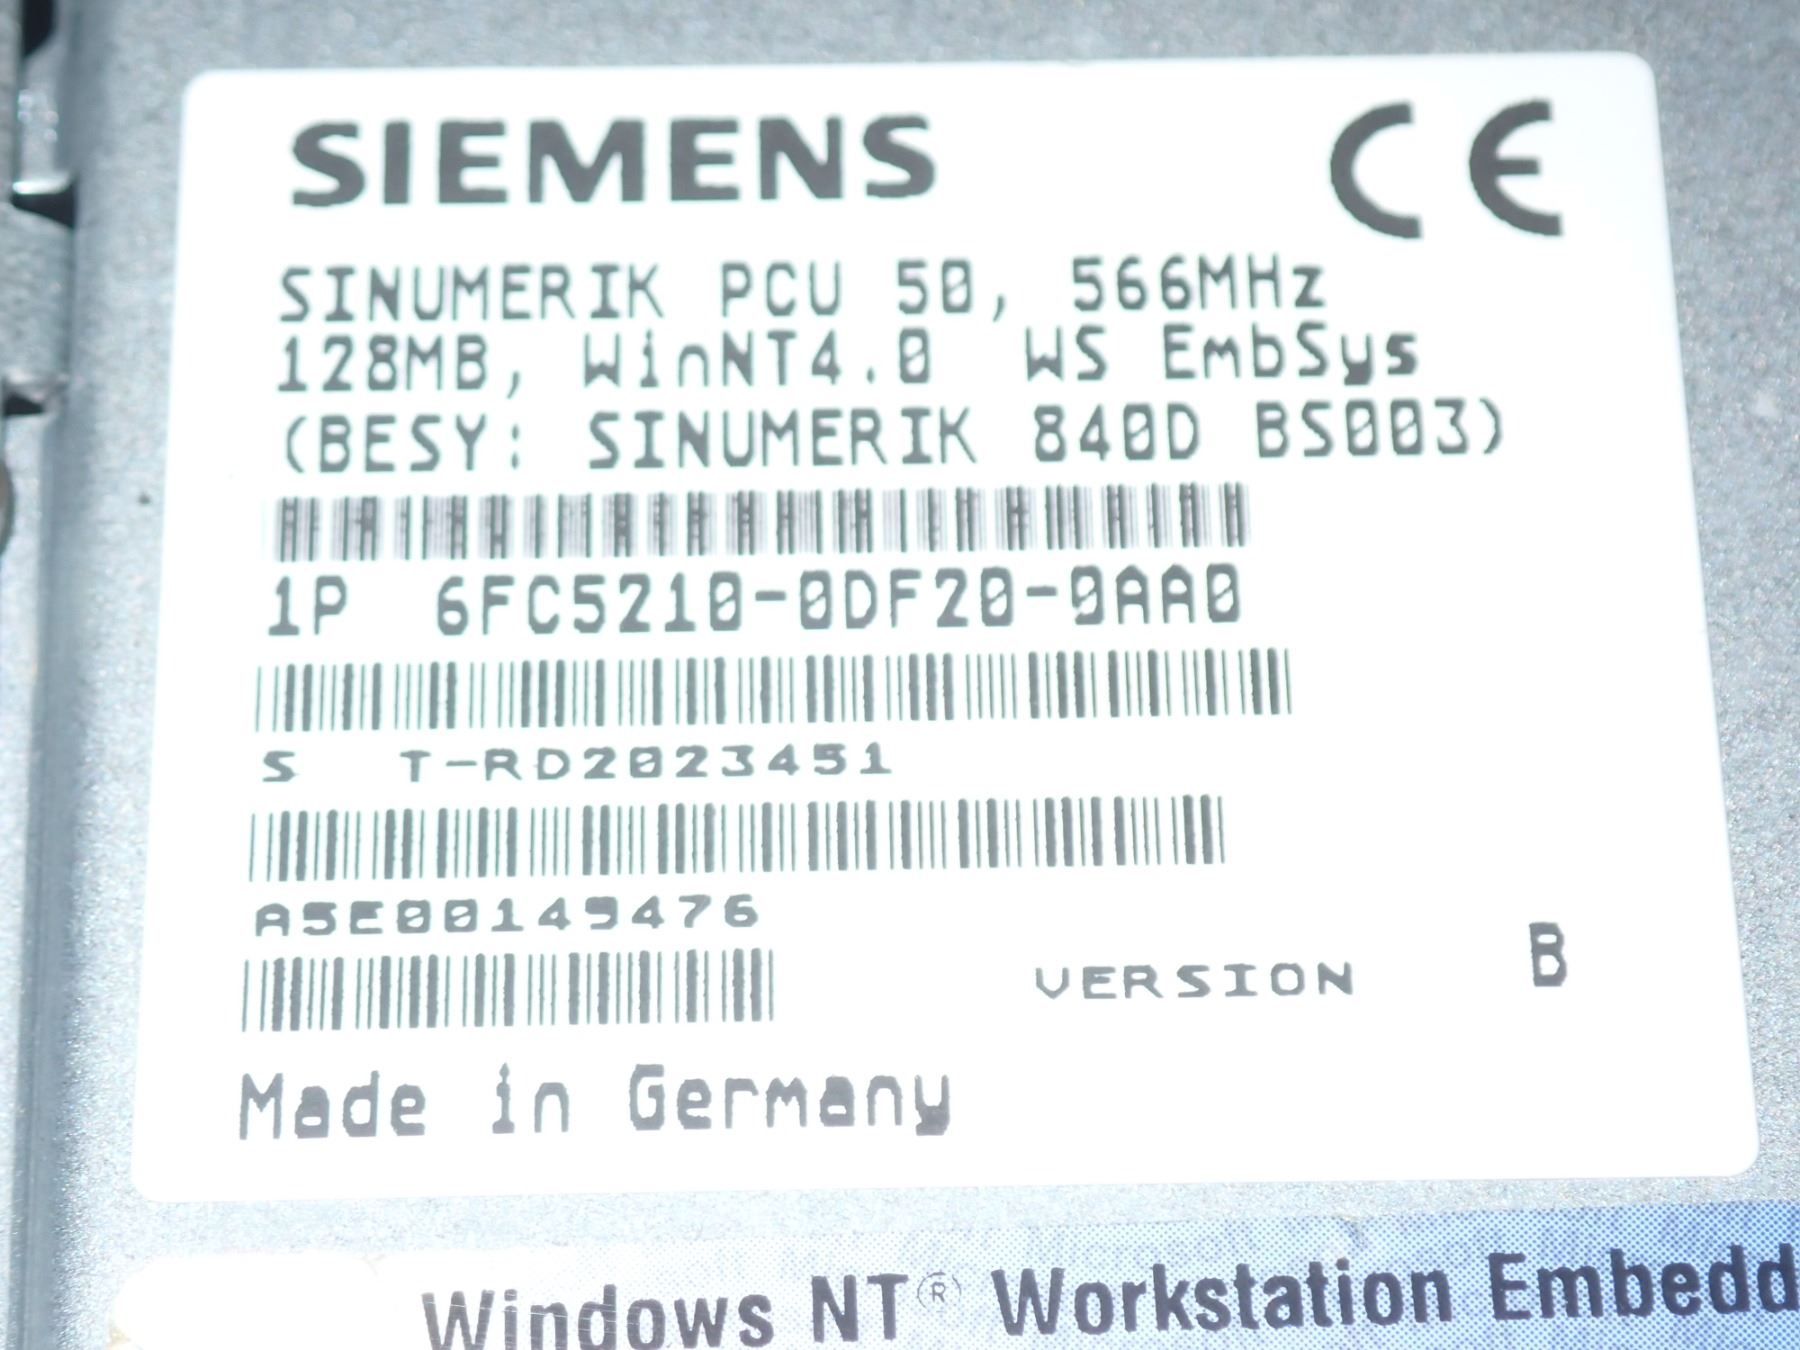 SIEMENS CE
SINUMERIK PCU 50, 566MHz
128MB, WinNT4.0 WS EmbSys
(BESY: SINUMERIK 840D BS003)
1P 6FC5210-0DF20-0AA0
S T-RD2023451
A5E00149476
VERSION B
Made in Germany
Windows NT® Workstation Embedd